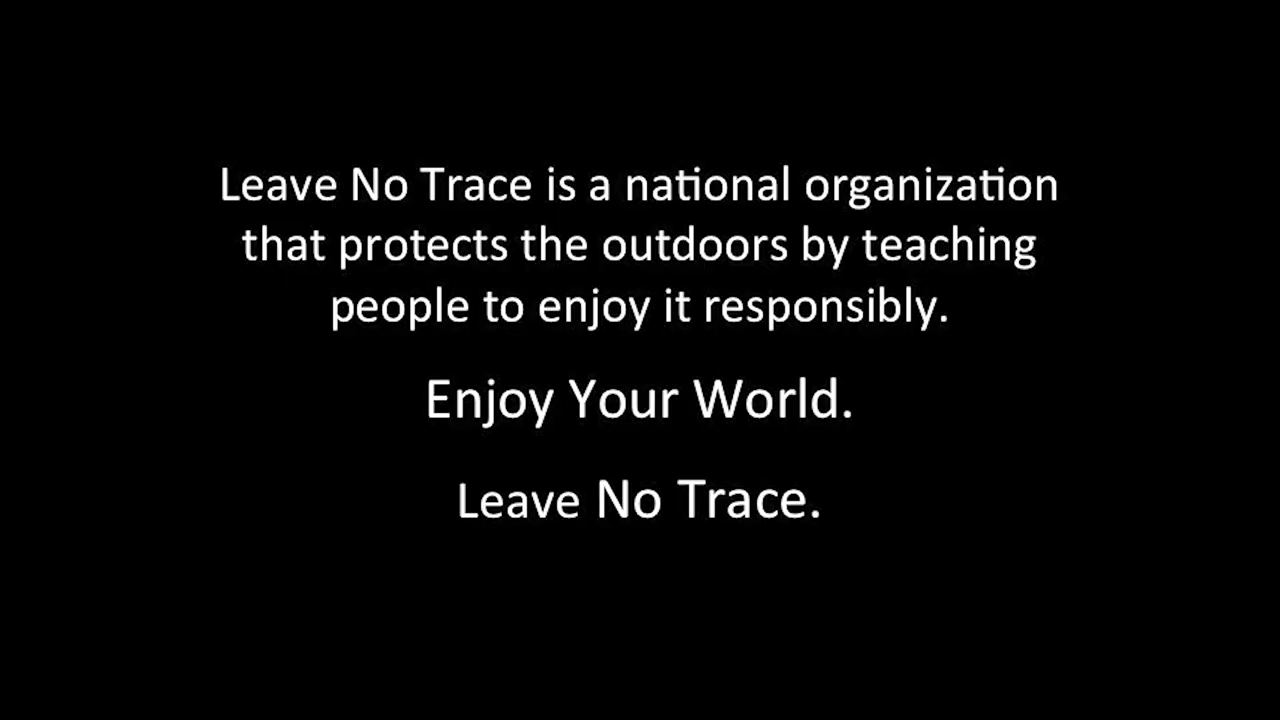 Leave No Trace is a national organization
that protects the outdoors by teaching
people to enjoy it responsibly.
Enjoy Your World.
Leave No Trace.